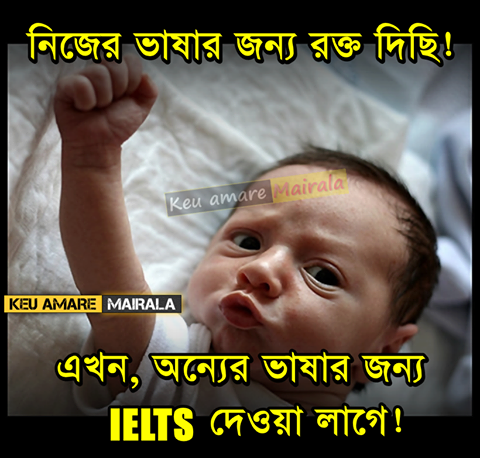 নিজের ভাষার জন্য রক্ত দিছি!
Keu amare Mairala
KEU AMARE MAIRALA
এখন, অন্যের ভাষার জন্য
IELTS দেওয়া লাগে!